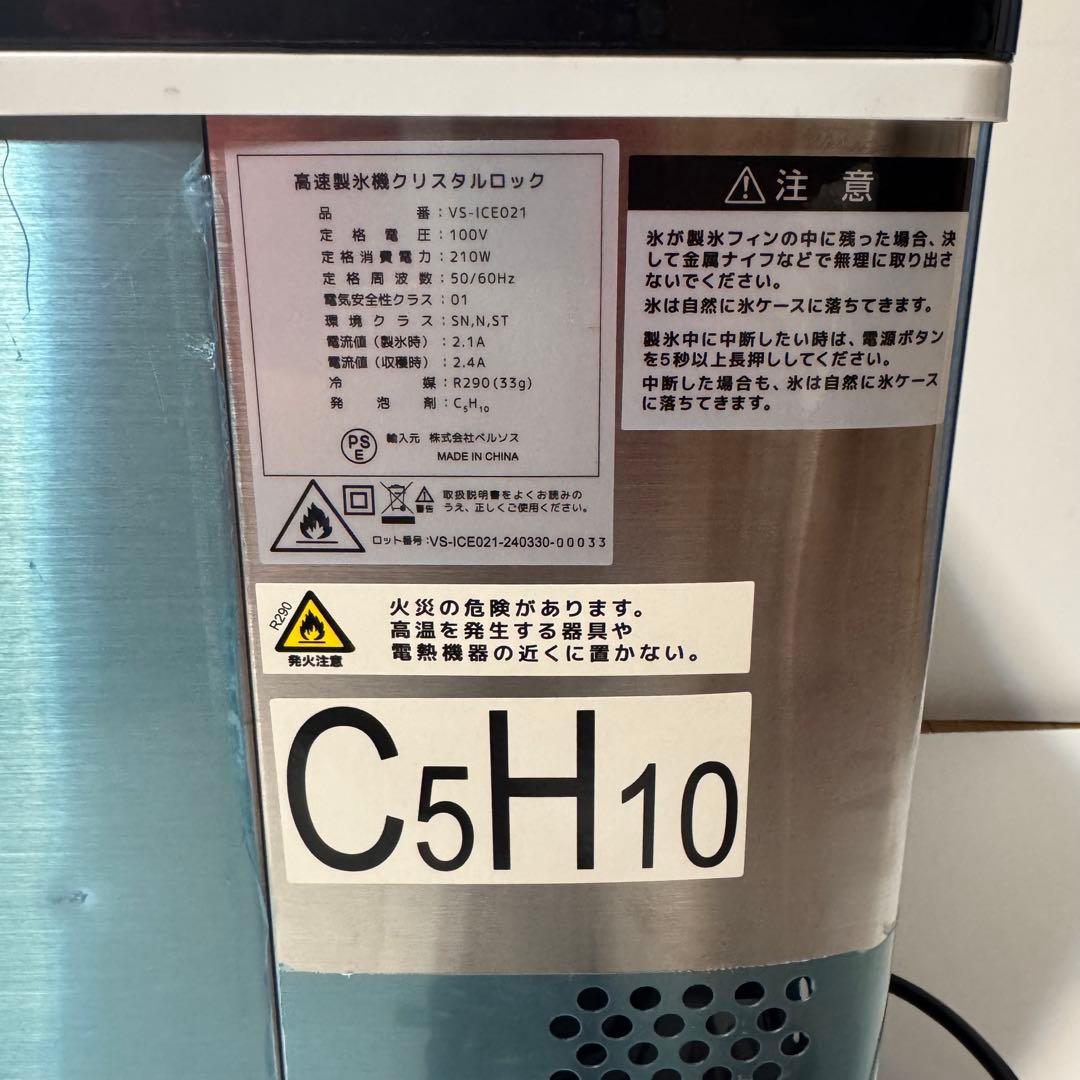 高速製氷機クリスタルロック
品番：VS-ICE021
定格電圧：100V
定格消費電力：210W
定格周波数：50/60Hz
電気安全性クラス：01
環境クラス：SN,N,ST
電流値（製氷時）：2.1A
電流値（収穫時）：2.4A
冷媒：R290(33g)
発泡剤：C₅H₁₀
PSE 輸入元 株式会社ベルソス
MADE IN CHINA
警告 取扱説明書をよくお読みの
うえ、正しくご使用ください。
ロット番号:VS-ICE021-240330-00033
⚠注意
氷が製氷フィンの中に残った場合、決
して金属ナイフなどで無理に取り出さ
ないでください。
氷は自然に氷ケースに落ちてきます。
製氷中に中断したい時は、電源ボタン
を5秒以上長押ししてください。
中断した場合も、氷は自然に氷ケース
に落ちてきます。
R290
発火注意
火災の危険があります。
高温を発生する器具や
電熱機器の近くに置かない。
C5H10